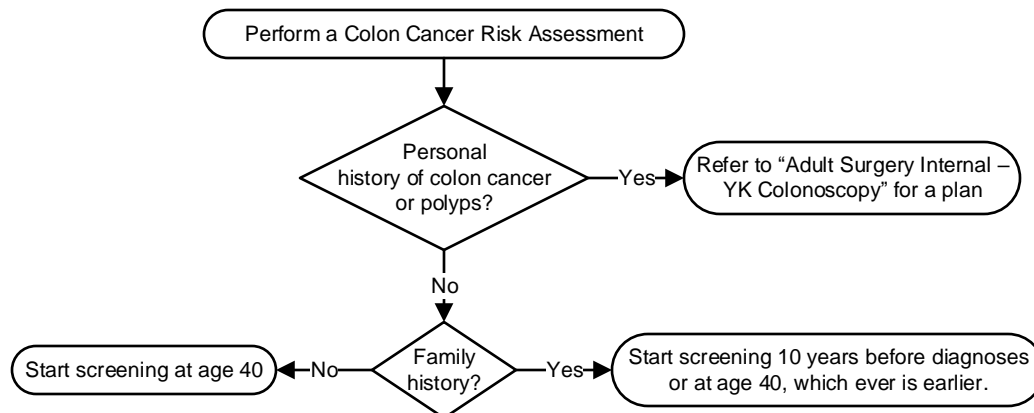 Perform a Colon Cancer Risk Assessment
Personal
history of colon cancer
or polyps?
Yes
Refer to “Adult Surgery Internal –
YK Colonoscopy” for a plan
No
Start screening at age 40
No
Family
history?
Yes
Start screening 10 years before diagnoses
or at age 40, which ever is earlier.